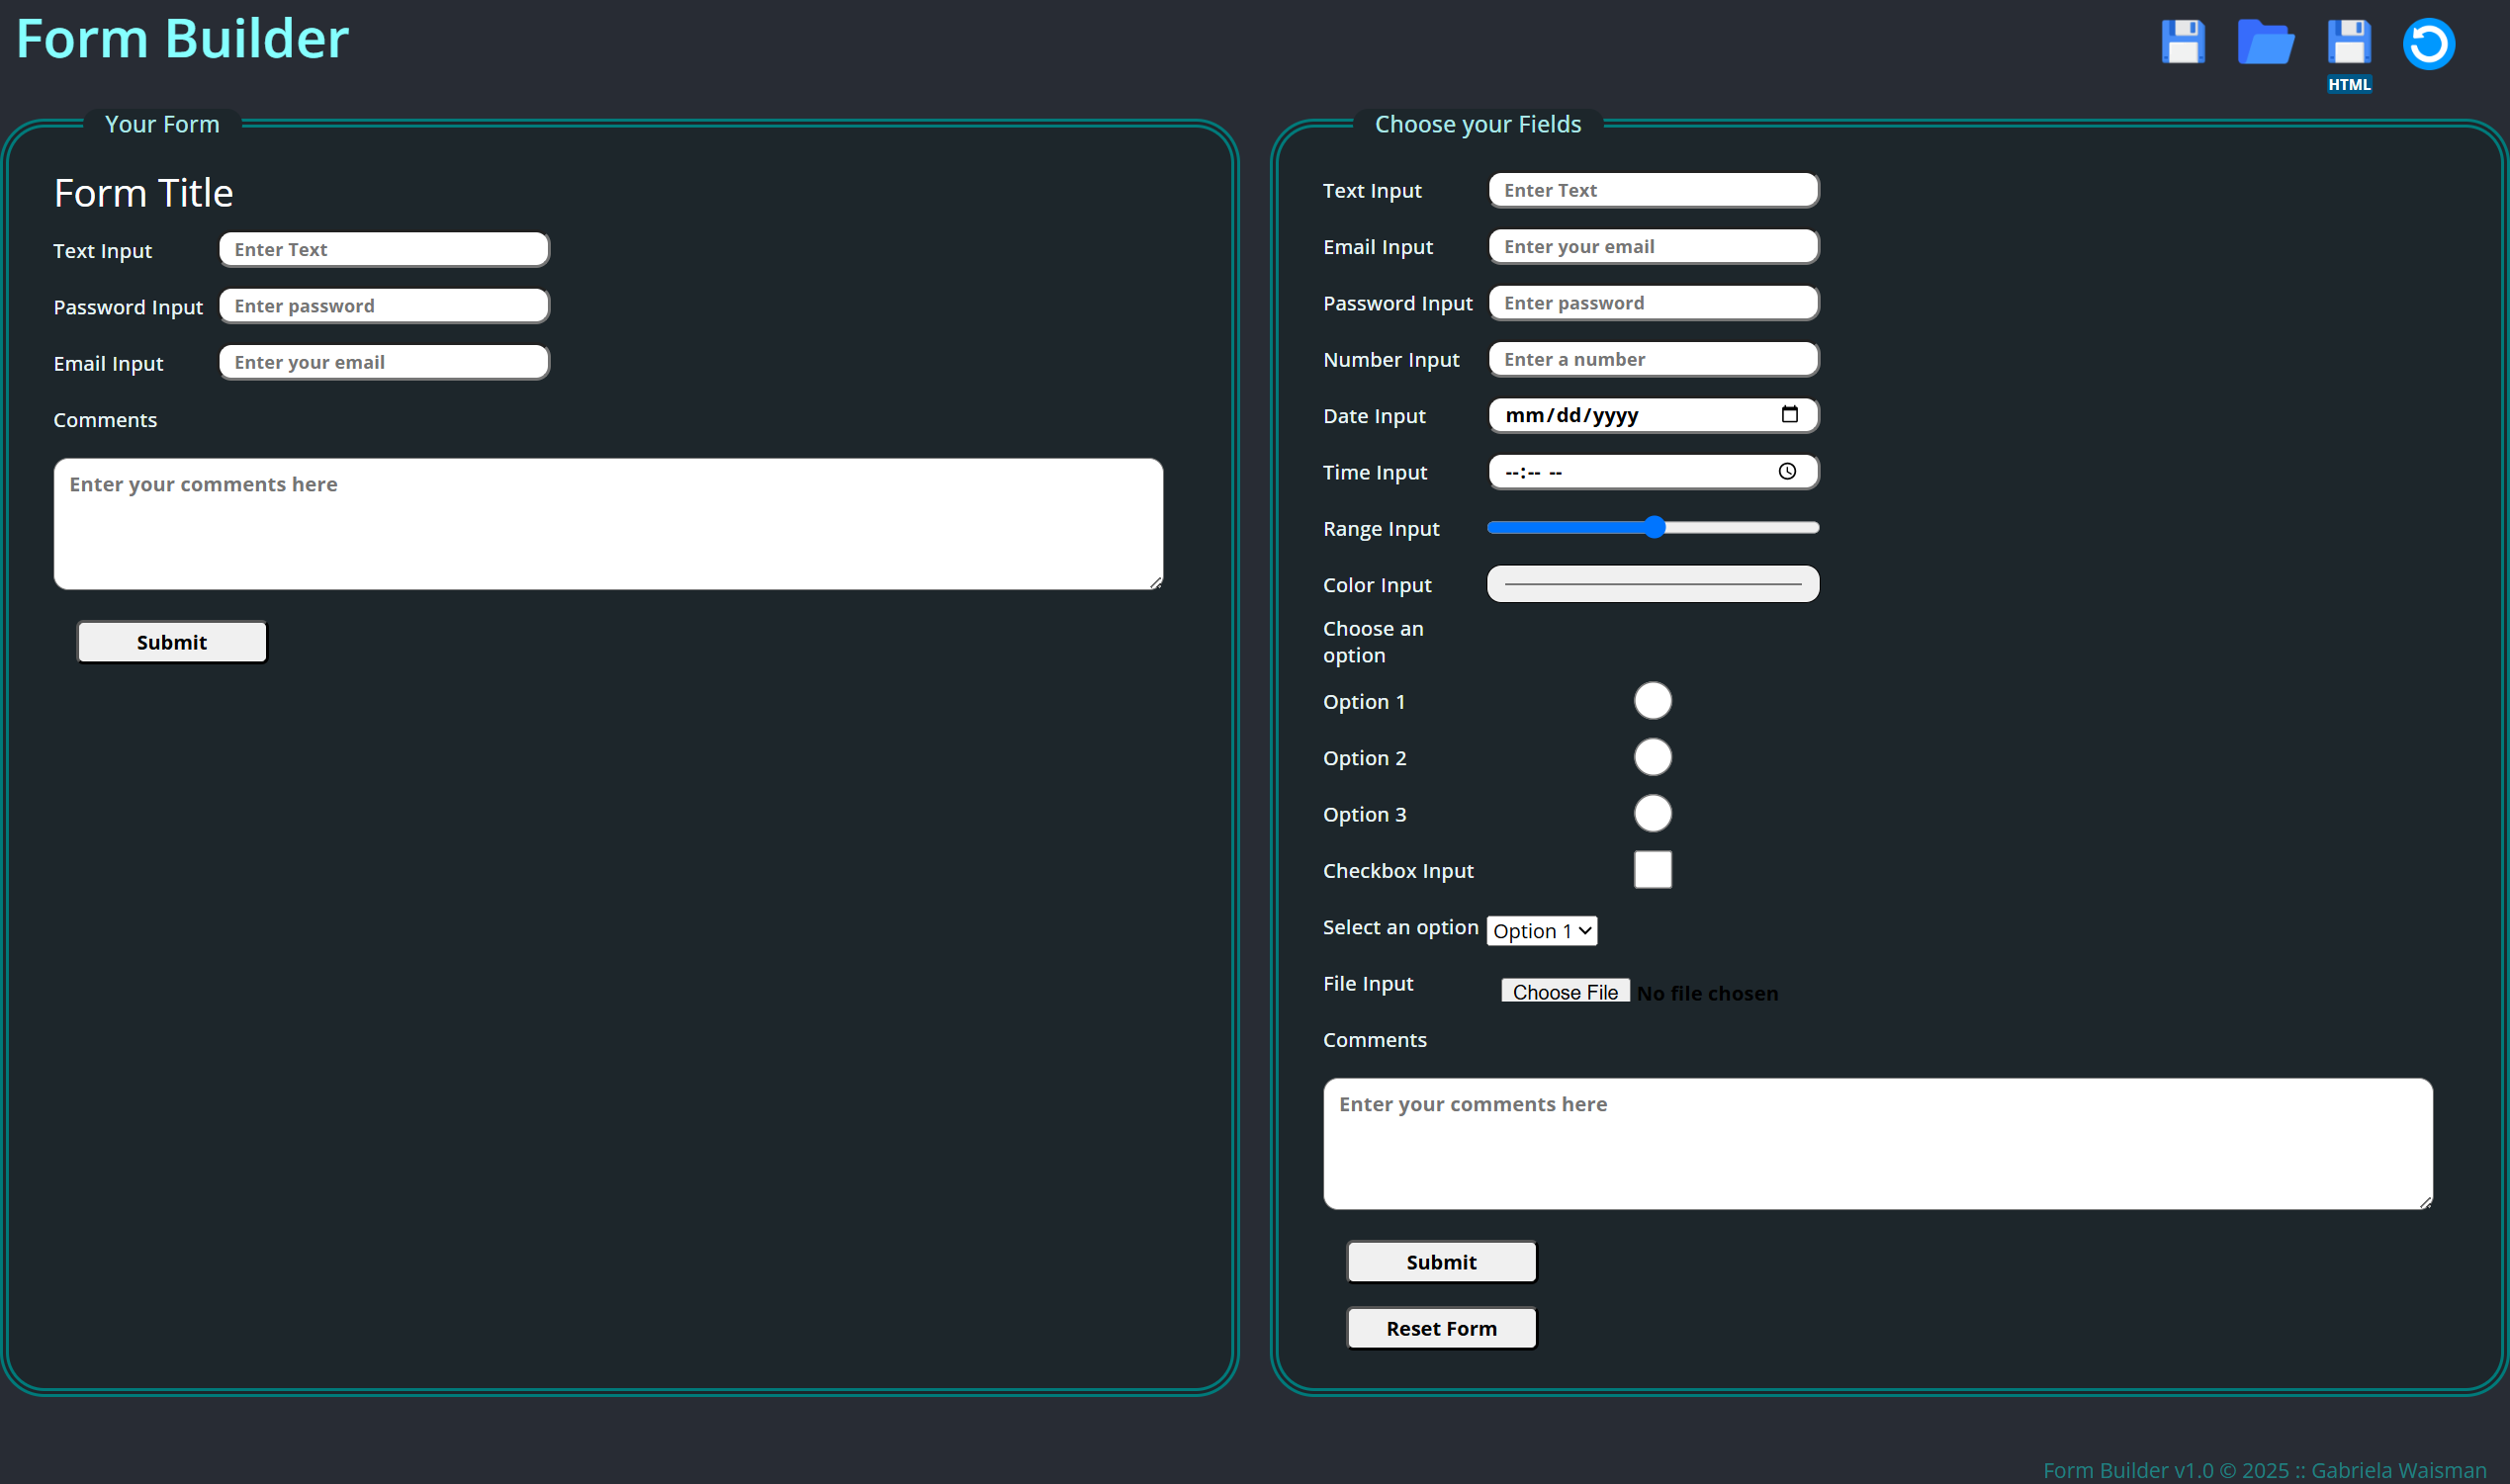 Form Builder
HTML
Your Form
Form Title
Text Input
Enter Text
Password Input
Enter password
Email Input
Enter your email
Comments
Enter your comments here
Submit
Choose your Fields
Text Input
Enter Text
Email Input
Enter your email
Password Input
Enter password
Number Input
Enter a number
Date Input
mm/dd/yyyy
Time Input
--:-- --
Range Input
Color Input
Choose an
option
Option 1
Option 2
Option 3
Checkbox Input
Select an option
Option 1
File Input
Choose File No file chosen
Comments
Enter your comments here
Submit
Reset Form
Form Builder v1.0 © 2025 :: Gabriela Waisman